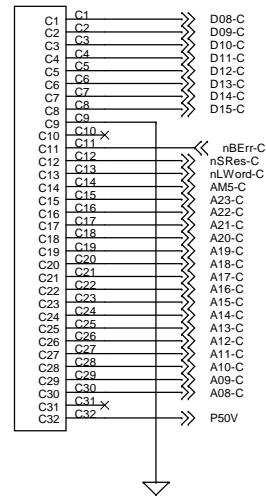 C1 C1 D08-C
C2 C2 D09-C
C3 C3 D10-C
C4 C4 D11-C
C5 C5 D12-C
C6 C6 D13-C
C7 C7 D14-C
C8 C8 D15-C
C9 C9
C10 C10
C11 C11 nBErr-C
C12 C12 nSRes-C
C13 C13 nLWord-C
C14 C14 AM5-C
C15 C15 A23-C
C16 C16 A22-C
C17 C17 A21-C
C18 C18 A20-C
C19 C19 A19-C
C20 C20 A18-C
C21 C21 A17-C
C22 C22 A16-C
C23 C23 A15-C
C24 C24 A14-C
C25 C25 A13-C
C26 C26 A12-C
C27 C27 A11-C
C28 C28 A10-C
C29 C29 A09-C
C30 C30 A08-C
C31 C31
C32 C32 P50V